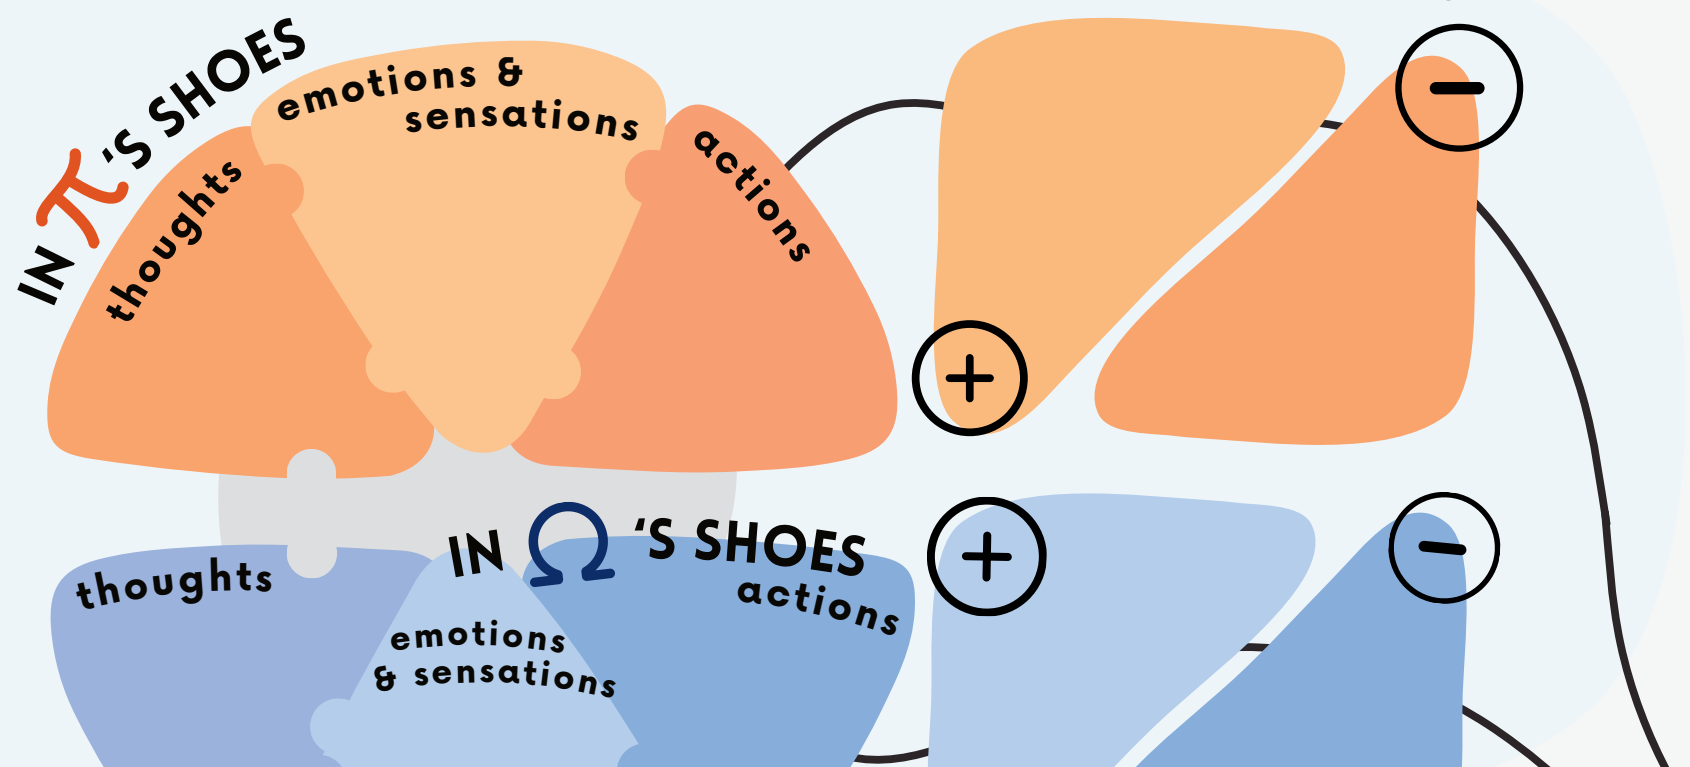 IN π 'S SHOES
thoughts
emotions &
sensations
actions
+
−
IN Ω 'S SHOES
thoughts
emotions
& sensations
actions
+
−